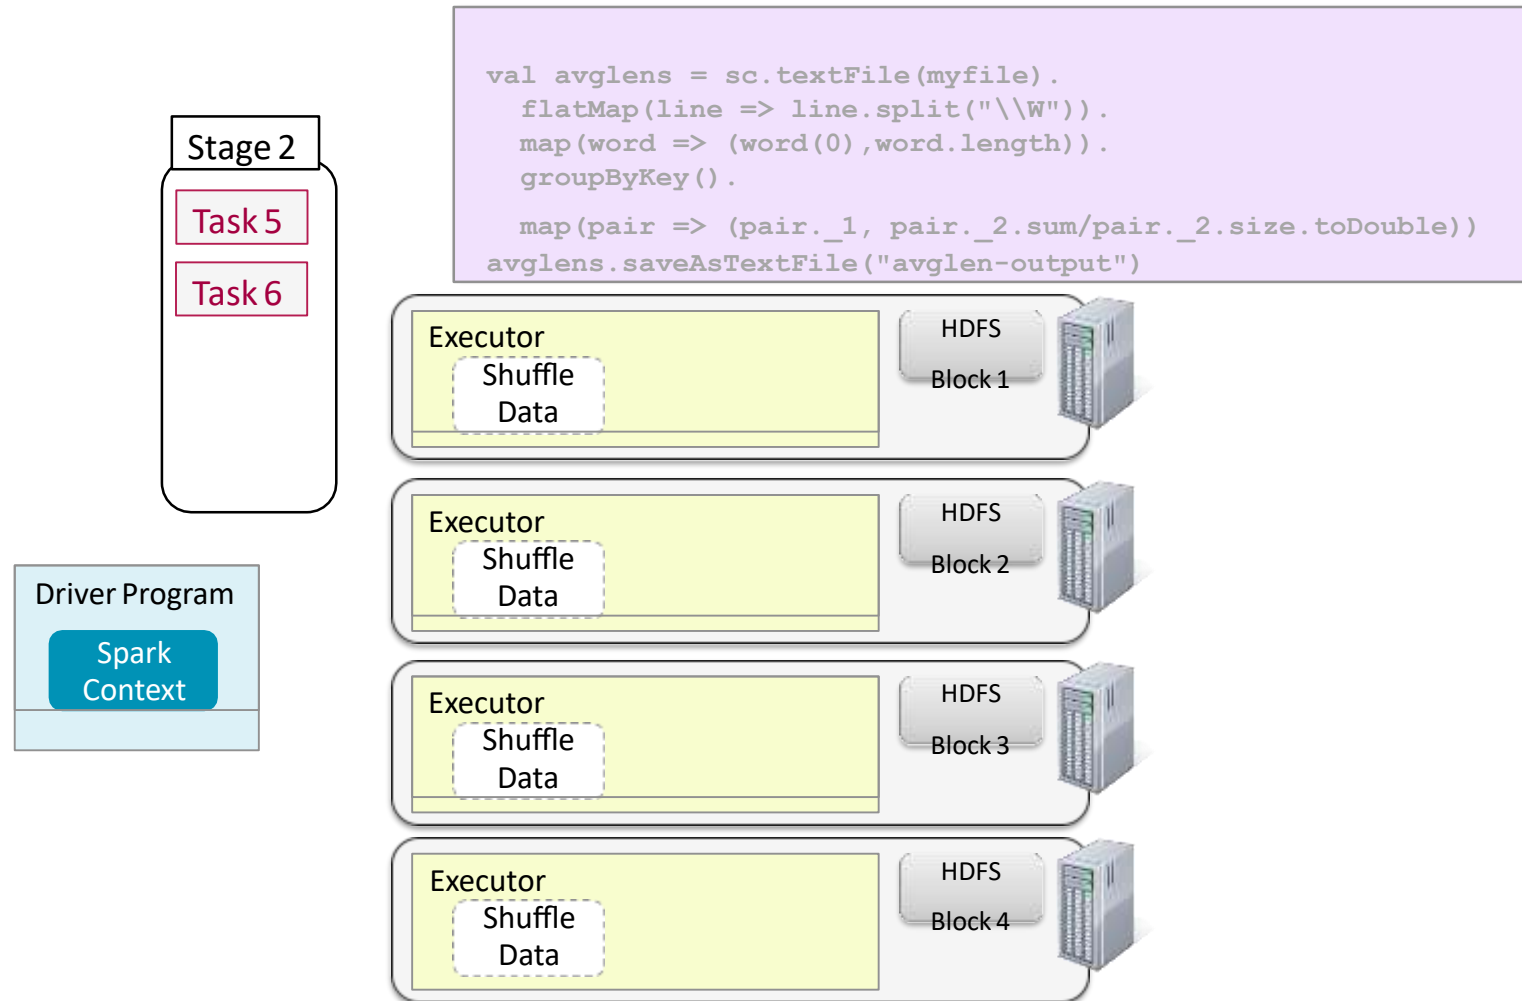 val avglens = sc.textFile(myfile).
flatMap(line => line.split("\\W")).
map(word => (word(0),word.length)).
groupByKey().
map(pair => (pair._1, pair._2.sum/pair._2.size.toDouble))
avglens.saveAsTextFile("avglen-output")
Stage 2
Task 5
Task 6
Driver Program
Spark
Context
Executor
Shuffle
Data
HDFS
Block 1
Executor
Shuffle
Data
HDFS
Block 2
Executor
Shuffle
Data
HDFS
Block 3
Executor
Shuffle
Data
HDFS
Block 4